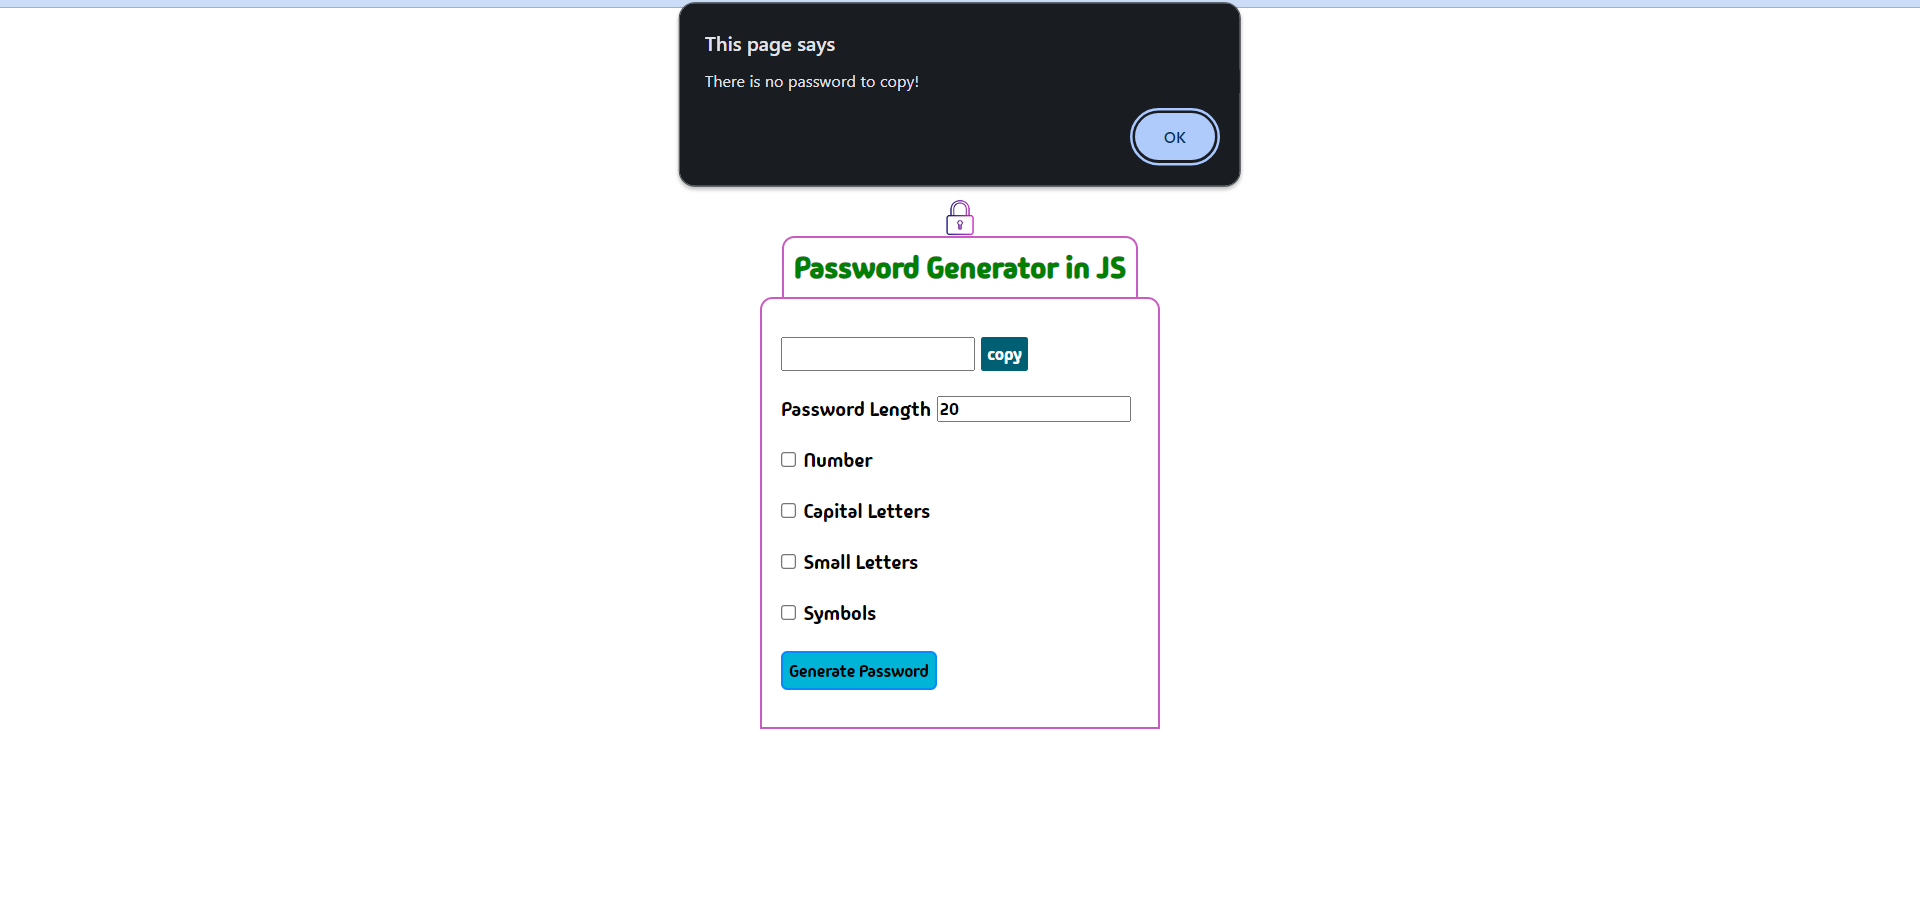 This page says
There is no password to copy!
OK
Password Generator in JS
copy
Password Length 20
Number
Capital Letters
Small Letters
Symbols
Generate Password